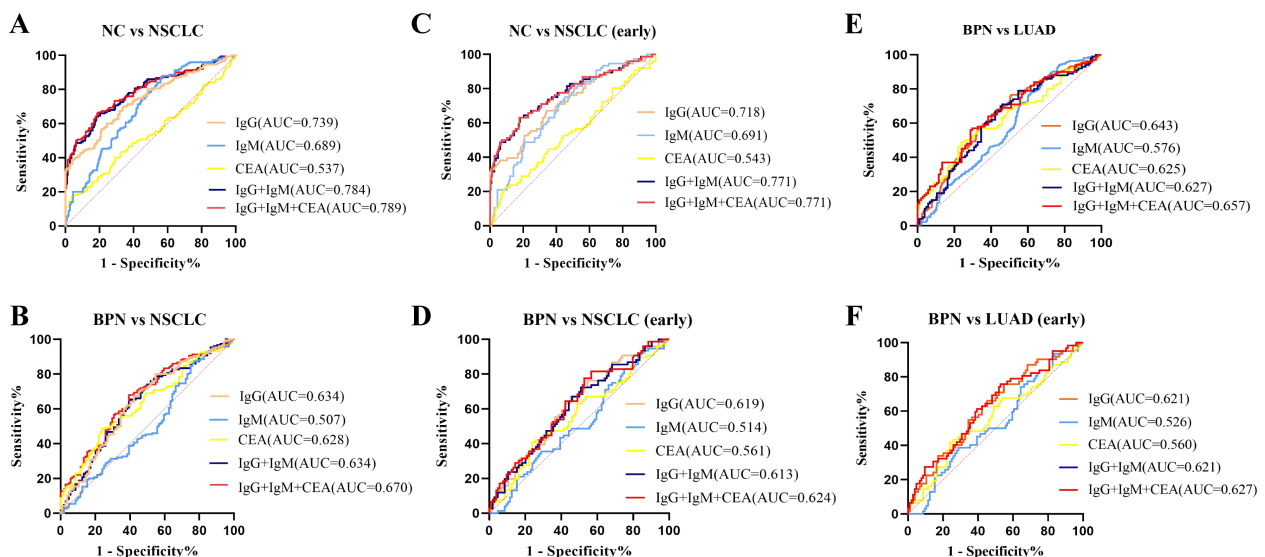 A
NC vs NSCLC
Sensitivity%
100
80
60
40
20
0
0 20 40 60 80 100
1 - Specificity%
IgG(AUC=0.739)
IgM(AUC=0.689)
CEA(AUC=0.537)
IgG+IgM(AUC=0.784)
IgG+IgM+CEA(AUC=0.789)
C
NC vs NSCLC (early)
Sensitivity%
100
80
60
40
20
0
0 20 40 60 80 100
1 - Specificity%
IgG(AUC=0.718)
IgM(AUC=0.691)
CEA(AUC=0.543)
IgG+IgM(AUC=0.771)
IgG+IgM+CEA(AUC=0.771)
E
BPN vs LUAD
Sensitivity%
100
80
60
40
20
0
0 20 40 60 80 100
1 - Specificity%
IgG(AUC=0.643)
IgM(AUC=0.576)
CEA(AUC=0.625)
IgG+IgM(AUC=0.627)
IgG+IgM+CEA(AUC=0.657)
B
BPN vs NSCLC
Sensitivity%
100
80
60
40
20
0
0 20 40 60 80 100
1 - Specificity%
IgG(AUC=0.634)
IgM(AUC=0.507)
CEA(AUC=0.628)
IgG+IgM(AUC=0.634)
IgG+IgM+CEA(AUC=0.670)
D
BPN vs NSCLC (early)
Sensitivity%
100
80
60
40
20
0
0 20 40 60 80 100
1 - Specificity%
IgG(AUC=0.619)
IgM(AUC=0.514)
CEA(AUC=0.561)
IgG+IgM(AUC=0.613)
IgG+IgM+CEA(AUC=0.624)
F
BPN vs LUAD (early)
Sensitivity%
100
80
60
40
20
0
0 20 40 60 80 100
1 - Specificity%
IgG(AUC=0.621)
IgM(AUC=0.526)
CEA(AUC=0.560)
IgG+IgM(AUC=0.621)
IgG+IgM+CEA(AUC=0.627)